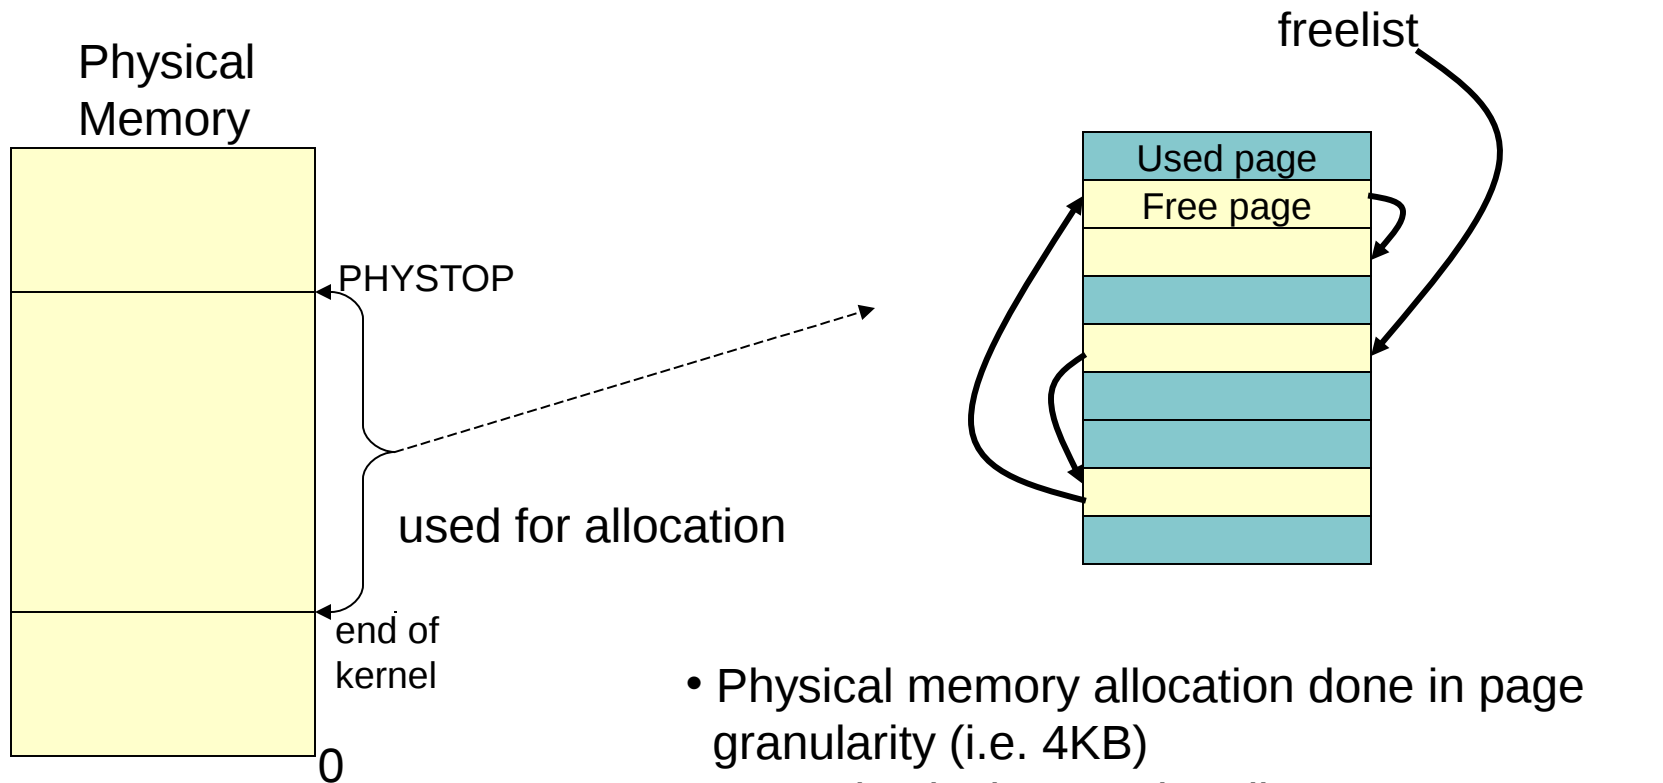 freelist
Physical
Memory
Used page
Free page
PHYSTOP
used for allocation
end of
kernel
• Physical memory allocation done in page
granularity (i.e. 4KB)
0